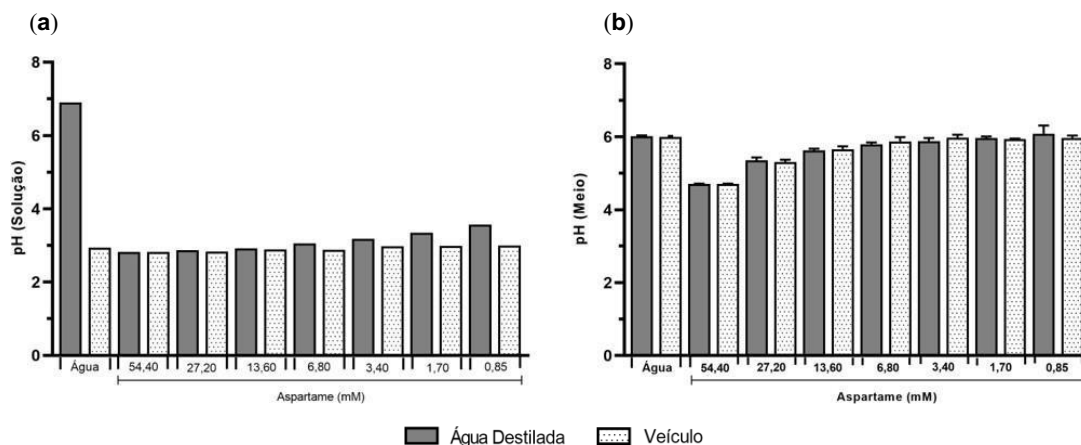 (a)
pH (Solução)
8
6
4
2
0
Água 54,40 27,20 13,60 6,80 3,40 1,70 0,85
Aspartame (mM)
(b)
pH (Meio)
8
6
4
2
0
Água 54,40 27,20 13,60 6,80 3,40 1,70 0,85
Aspartame (mM)
Água Destilada Veículo